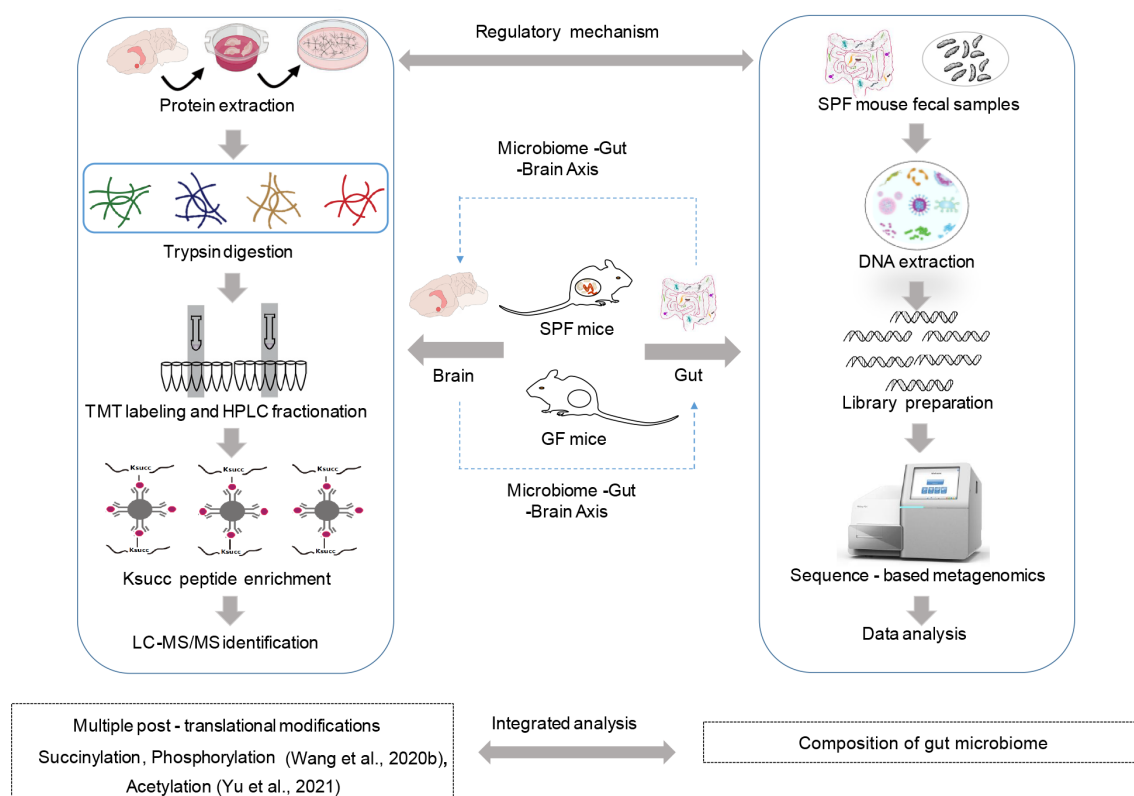 Regulatory mechanism
Protein extraction
Trypsin digestion
TMT labeling and HPLC fractionation
Ksucc
Ksucc
Ksucc
Ksucc
Ksucc
Ksucc
Ksucc peptide enrichment
LC-MS/MS identification
Microbiome -Gut
-Brain Axis
SPF mice
Brain
Gut
GF mice
Microbiome -Gut
-Brain Axis
SPF mouse fecal samples
DNA extraction
Library preparation
Sequence - based metagenomics
Data analysis
Multiple post - translational modifications
Succinylation, Phosphorylation (Wang et al., 2020b),
Acetylation (Yu et al., 2021)
Integrated analysis
Composition of gut microbiome